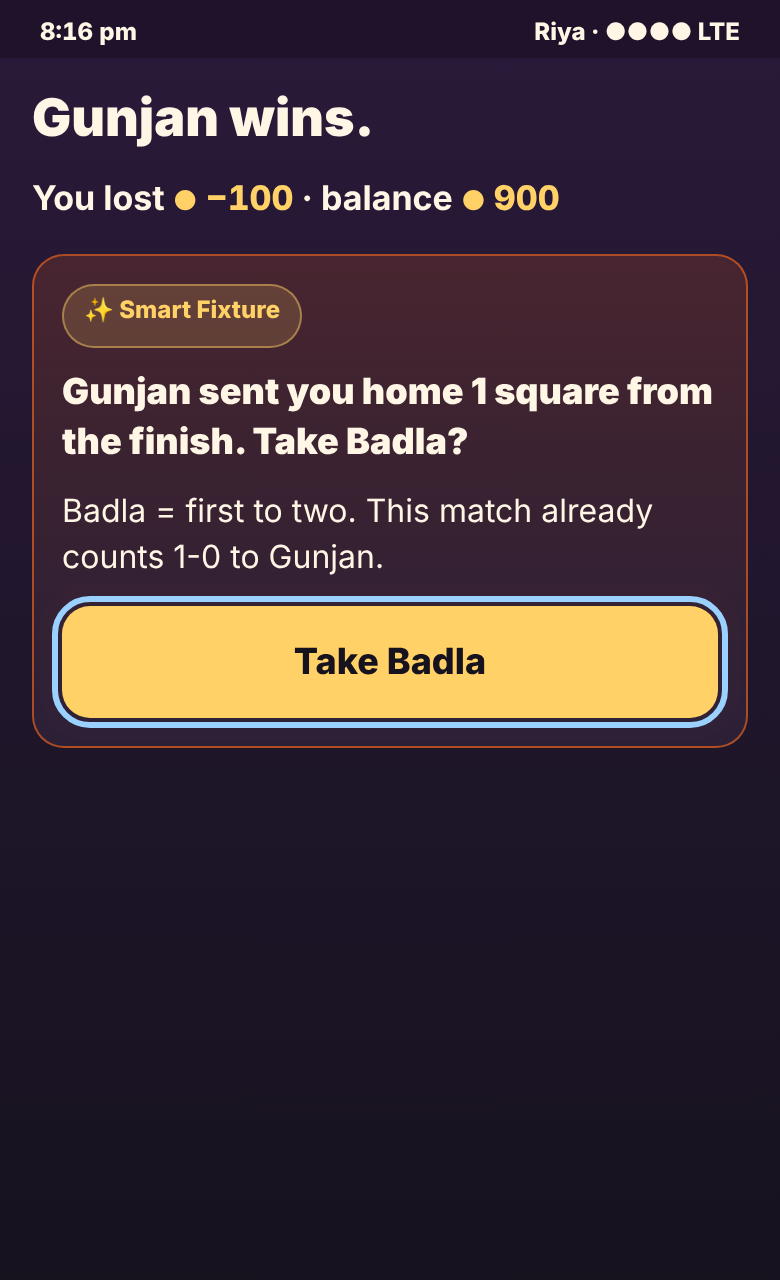 8:16 pm
Riya · ●●●● LTE
Gunjan wins.
You lost ● −100 · balance ● 900
✨ Smart Fixture
Gunjan sent you home 1 square from
the finish. Take Badla?
Badla = first to two. This match already
counts 1-0 to Gunjan.
Take Badla